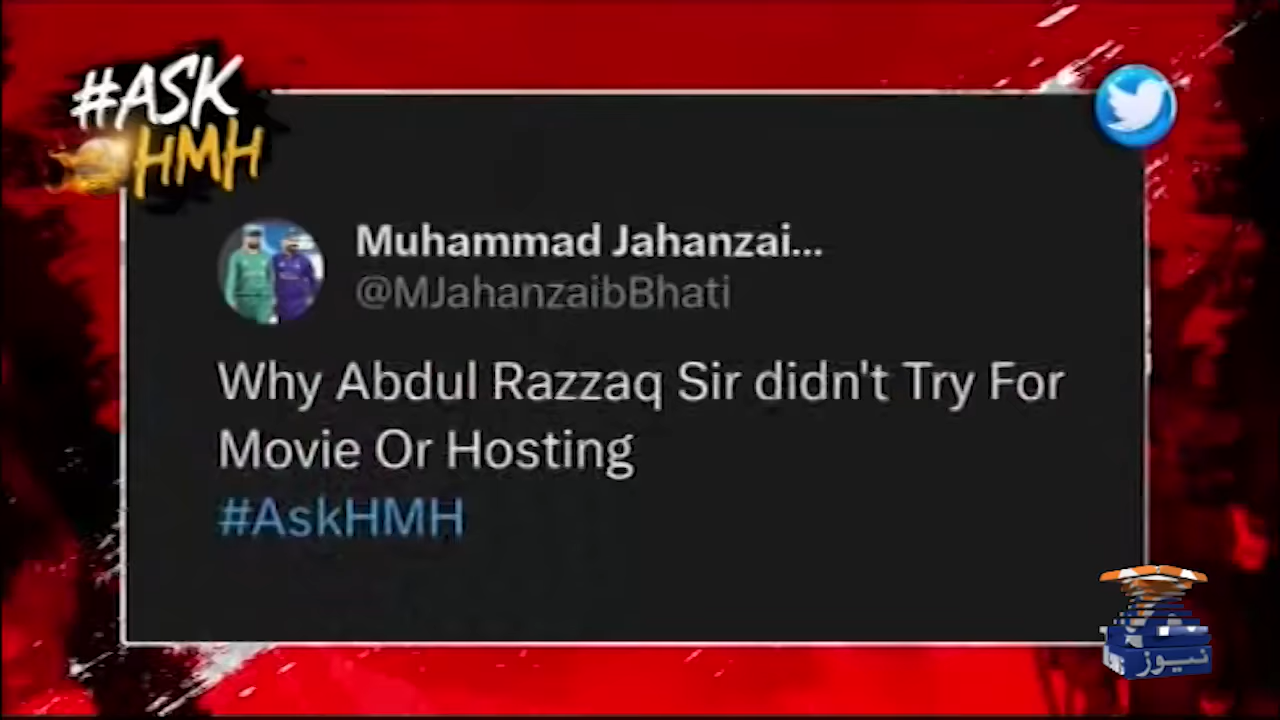 #ASK
HMH
Muhammad Jahanzai...
@MJahanzaibBhati
Why Abdul Razzaq Sir didn't Try For
Movie Or Hosting
#AskHMH
نیوز